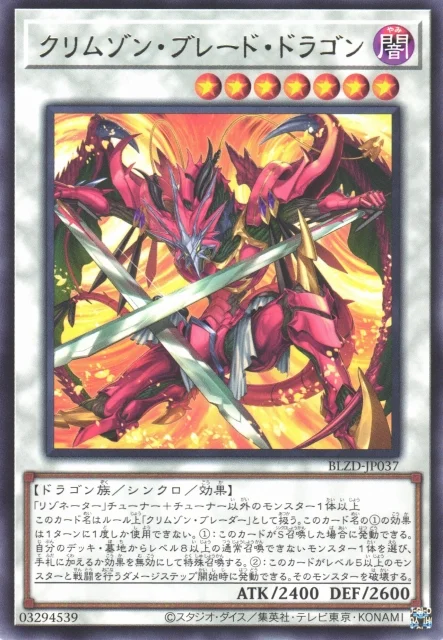 クリムゾン・ブレード・ドラゴン
闇
BLZD-JP037
【ドラゴン族／シンクロ／効果】
「リゾネーター」チューナー＋チューナー以外のモンスター1体以上
このカード名はルール上「クリムゾン・ブレーダー」として扱う。このカード名の①の効果
は1ターンに1度しか使用できない。①：このカードがS召喚した場合に発動できる。
自分のデッキ・墓地からレベル8以上の通常召喚できないモンスター1体を選び、
手札に加えるか効果を無効にして特殊召喚する。②：このカードがレベル5以上のモン
スターと戦闘を行うダメージステップ開始時に発動できる。そのモンスターを破壊する。
ATK/2400 DEF/2600
03294539
©スタジオ・ダイス／集英社・テレビ東京・KONAMI